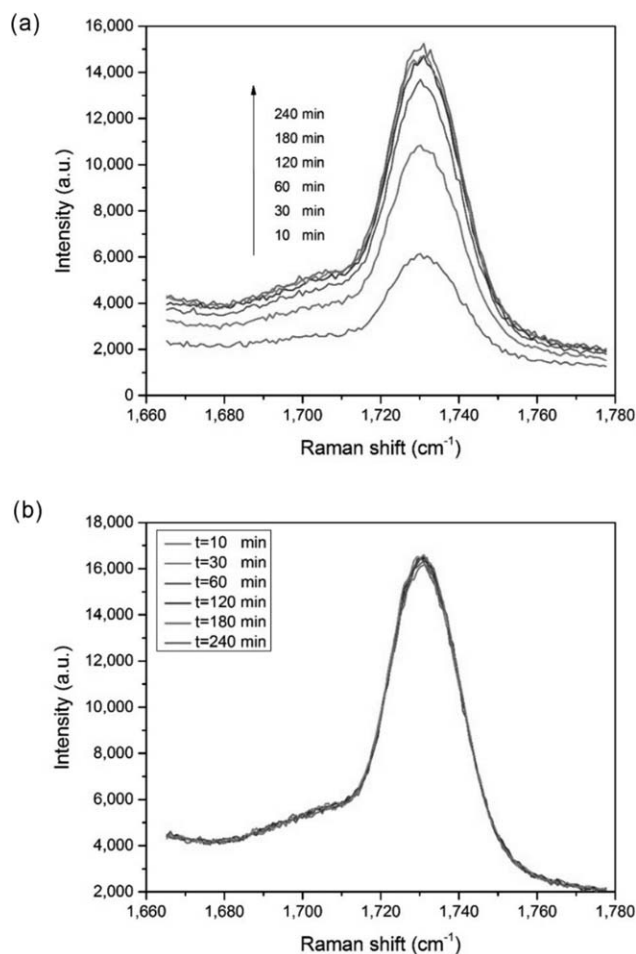 (a)
16,000
14,000
12,000
10,000
8,000
6,000
4,000
2,000
0
Intensity (a.u.)
240 min
180 min
120 min
60 min
30 min
10 min
1,660 1,680 1,700 1,720 1,740 1,760 1,780
Raman shift (cm⁻¹)
(b)
18,000
16,000
14,000
12,000
10,000
8,000
6,000
4,000
2,000
Intensity (a.u.)
t=10 min
t=30 min
t=60 min
t=120 min
t=180 min
t=240 min
1,660 1,680 1,700 1,720 1,740 1,760 1,780
Raman shift (cm⁻¹)